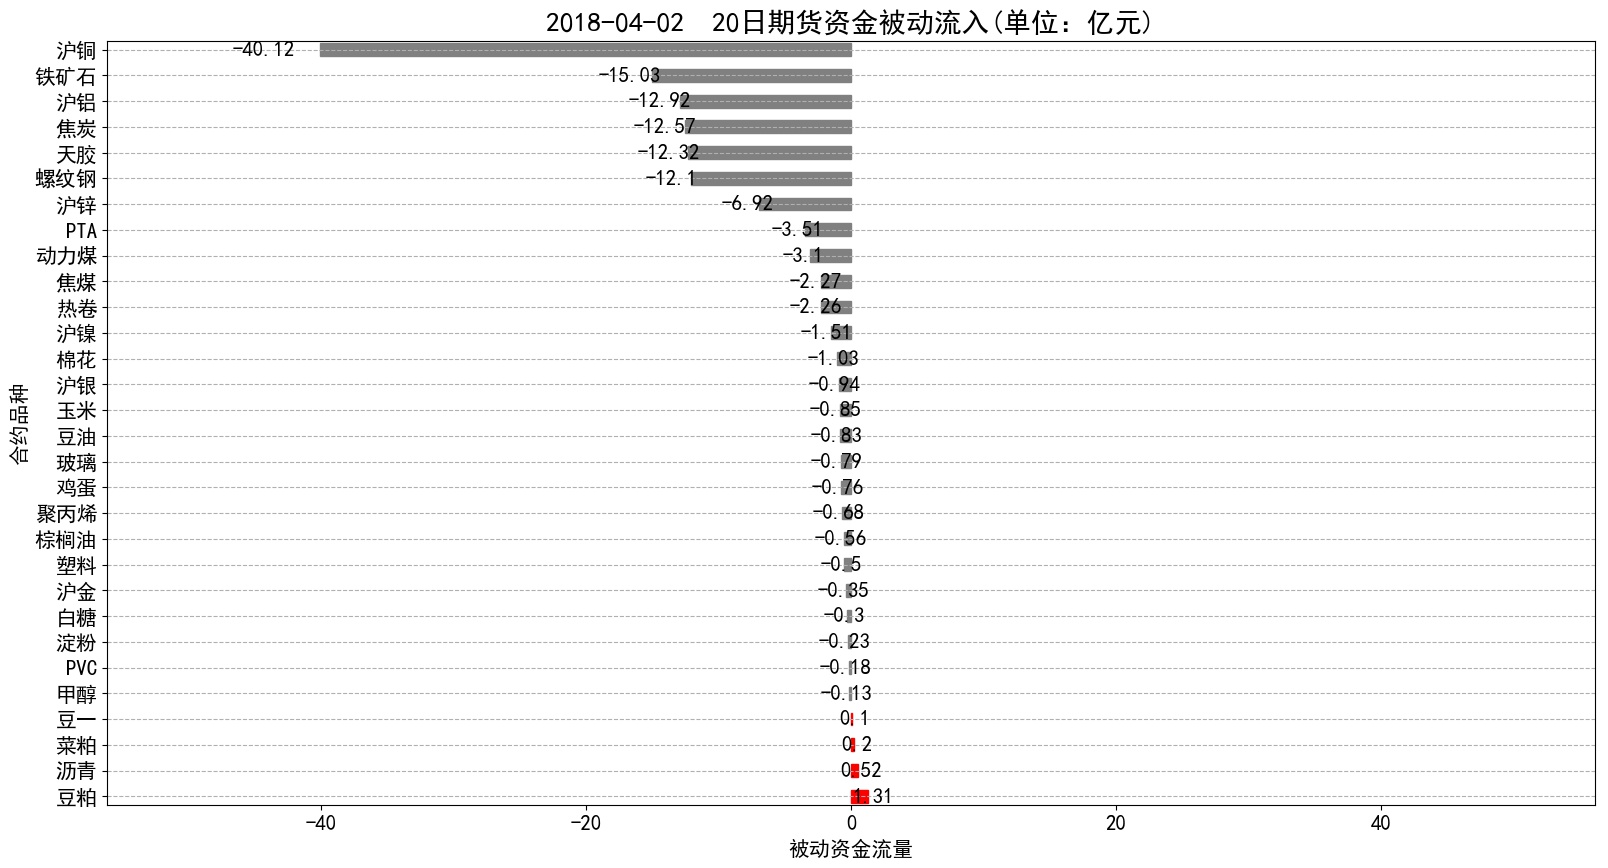 2018-04-02  20日期货资金被动流入(单位：亿元)
合约品种
沪铜 -40.12
铁矿石 -15.03
沪铝 -12.92
焦炭 -12.57
天胶 -12.32
螺纹钢 -12.1
沪锌 -6.92
PTA -3.51
动力煤 -3.1
焦煤 -2.27
热卷 -2.26
沪镍 -1.51
棉花 -1.03
沪银 -0.94
玉米 -0.85
豆油 -0.83
玻璃 -0.79
鸡蛋 -0.76
聚丙烯 -0.68
棕榈油 -0.56
塑料 -0.5
沪金 -0.35
白糖 -0.3
淀粉 -0.23
PVC -0.18
甲醇 -0.13
豆一 0.1
菜粕 0.2
沥青 0.52
豆粕 1.31
-40 -20 0 20 40
被动资金流量